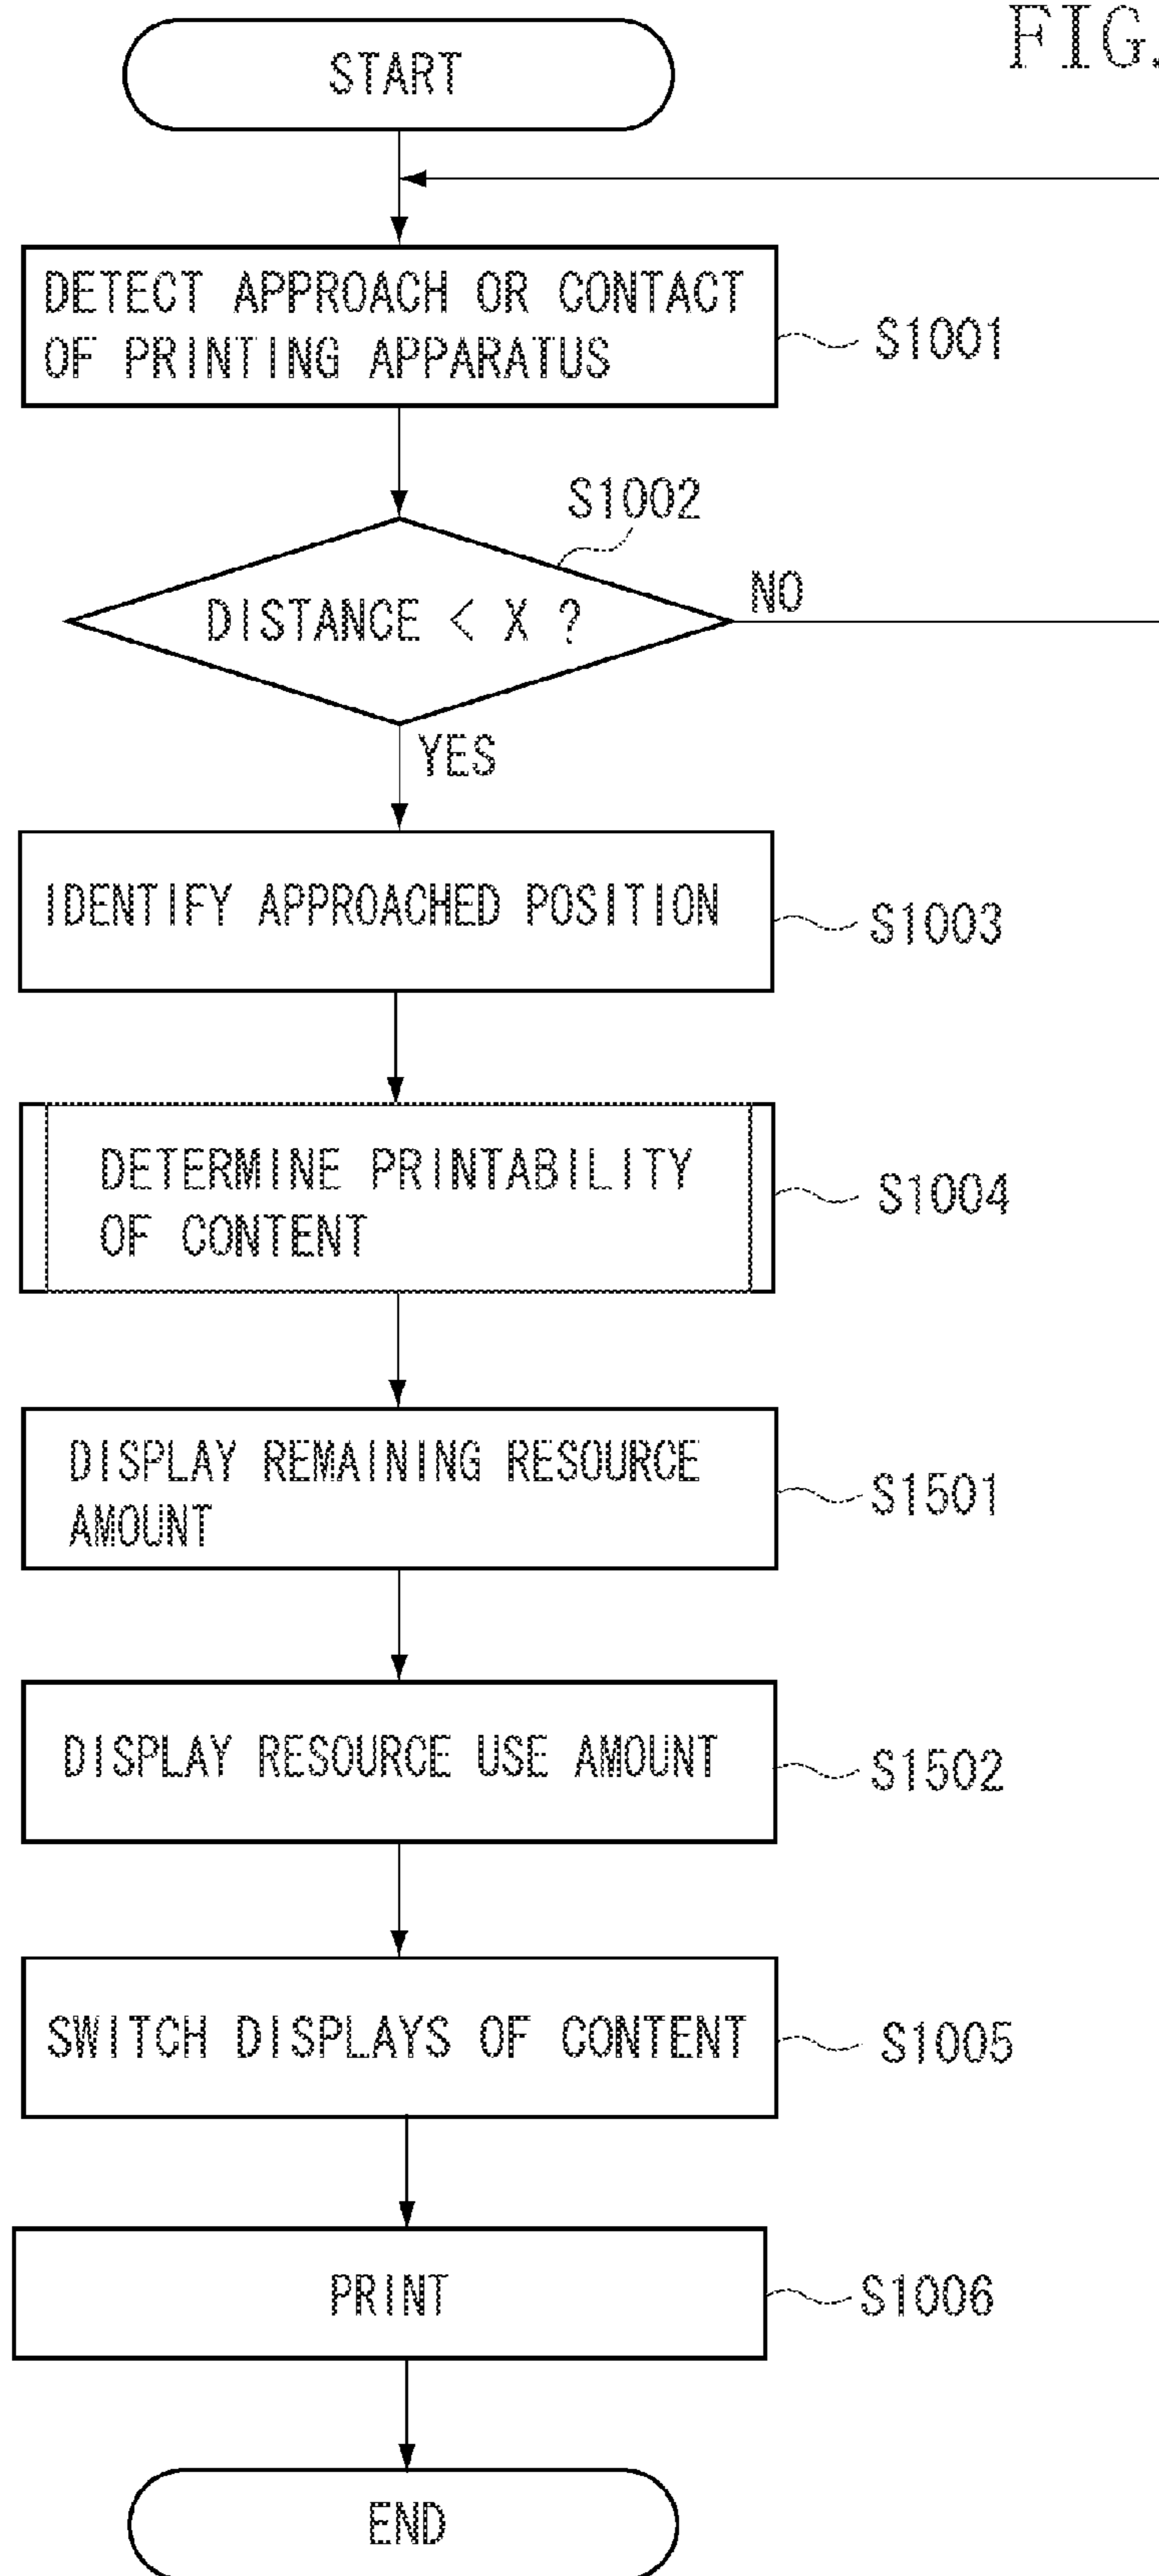 FIG.
START
DETECT APPROACH OR CONTACT
OF PRINTING APPARATUS
S1001
S1002
DISTANCE < X ?
NO
YES
IDENTIFY APPROACHED POSITION
S1003
DETERMINE PRINTABILITY
OF CONTENT
S1004
DISPLAY REMAINING RESOURCE
AMOUNT
S1501
DISPLAY RESOURCE USE AMOUNT
S1502
SWITCH DISPLAYS OF CONTENT
S1005
PRINT
S1006
END